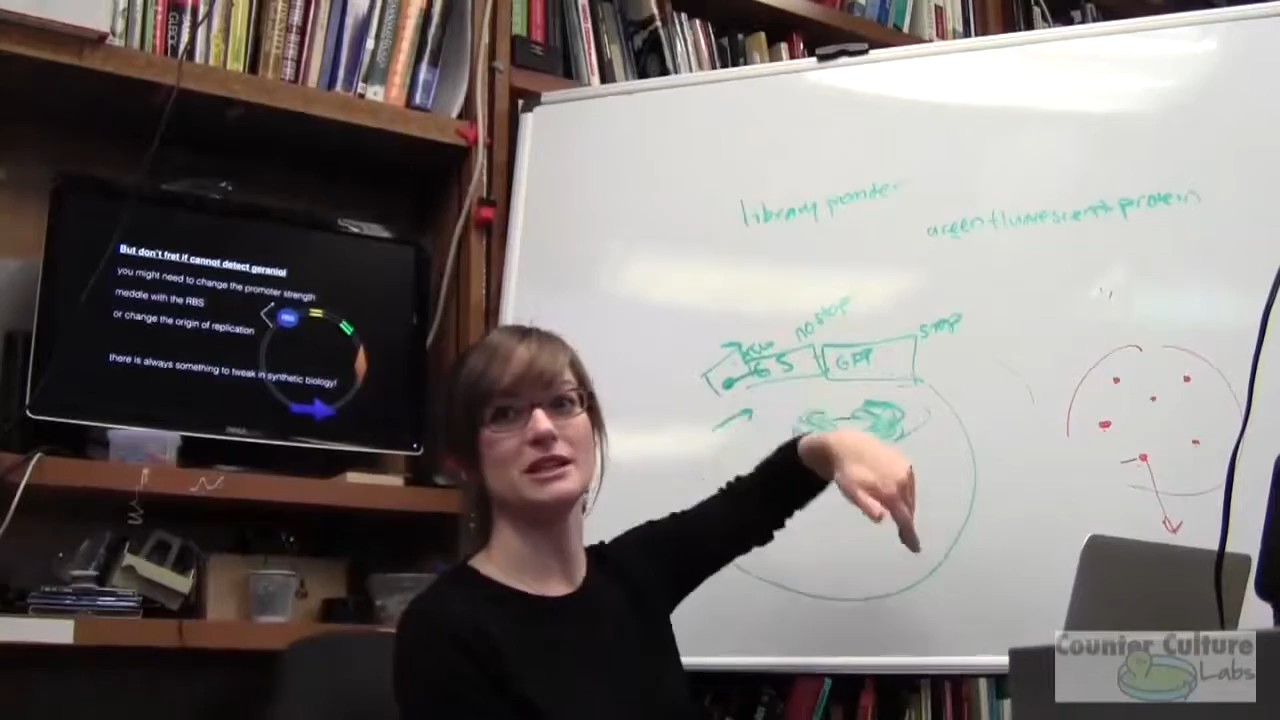 But don't fret if cannot detect geraniol
you might need to change the promoter strength
meddle with the RBS
or change the origin of replication
RBS
there is always something to tweak in synthetic biology!
DELL
library
green fluorescent protein
no stop
stop
GS
GFP
Counter Culture
Labs